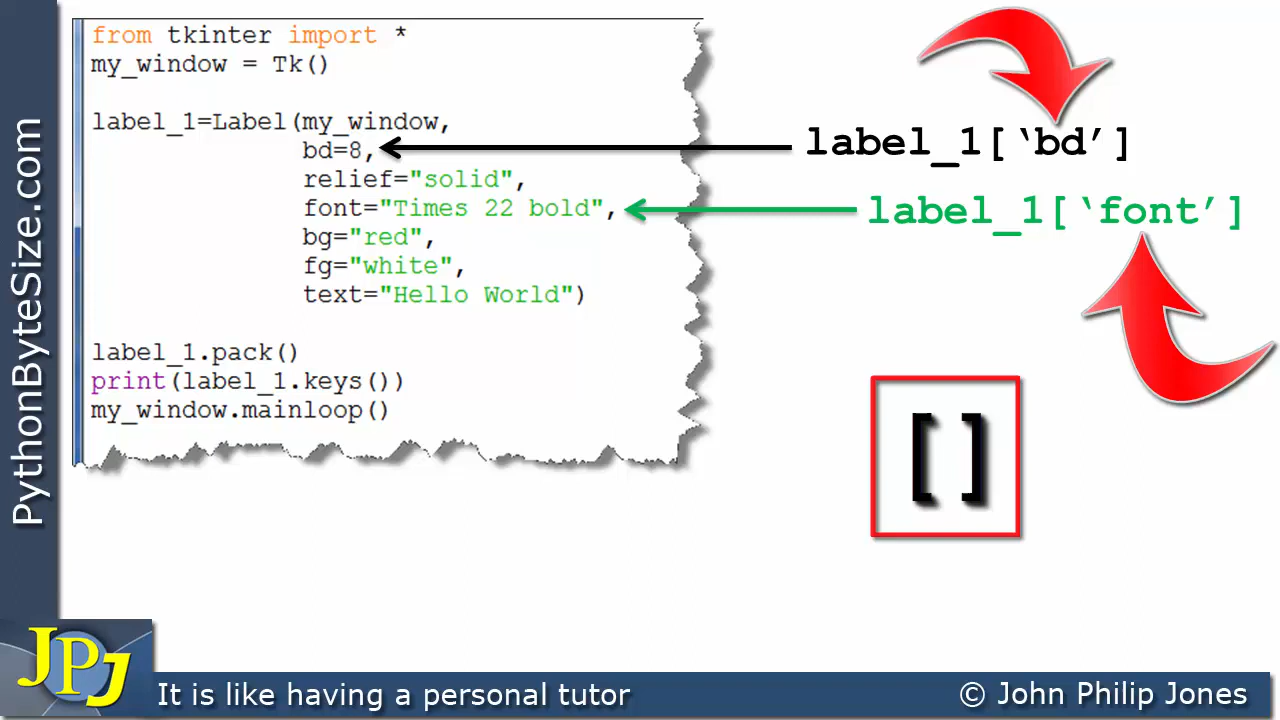 PythonByteSize.com
from tkinter import *
my_window = Tk()
label_1=Label(my_window,
bd=8,
relief="solid",
font="Times 22 bold",
bg="red",
fg="white",
text="Hello World")
label_1.pack()
print(label_1.keys())
my_window.mainloop()
label_1[‘bd’]
label_1[‘font’]
[]
JPJ
It is like having a personal tutor
© John Philip Jones